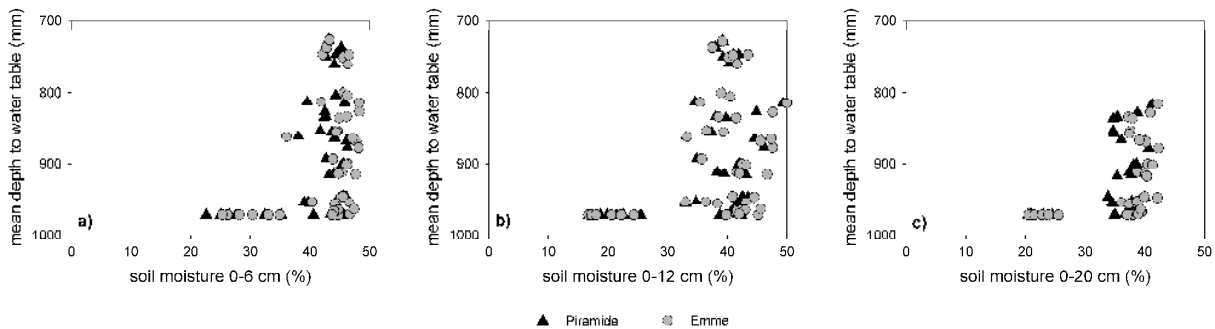 700
800
900
1000
mean depth to water table (mm)
a)
0 10 20 30 40 50
soil moisture 0-6 cm (%)
700
800
900
1000
mean depth to water table (mm)
b)
0 10 20 30 40 50
soil moisture 0-12 cm (%)
700
800
900
1000
mean depth to water table (mm)
c)
0 10 20 30 40 50
soil moisture 0-20 cm (%)
Piramide Emme